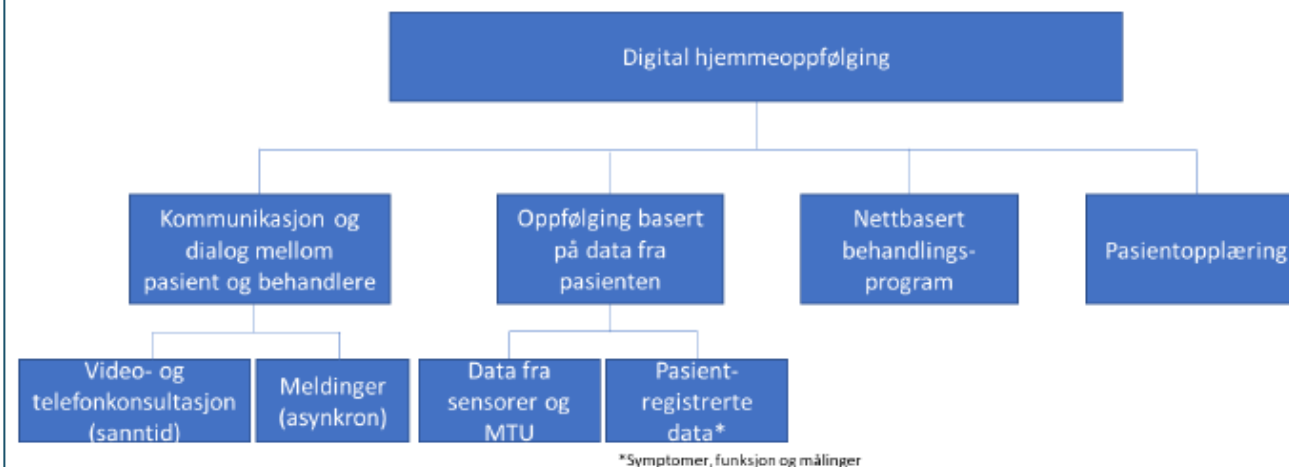 Digital hjemmeoppfølging
Kommunikasjon og
dialog mellom
pasient og behandlere
Oppfølging basert
på data fra
pasienten
Nettbasert
behandlings-
program
Pasientopplæring
Video- og
telefonkonsultasjon
(sanntid)
Meldinger
(asynkron)
Data fra
sensorer og
MTU
Pasient-
registrerte
data*
*Symptomer, funksjon og målinger